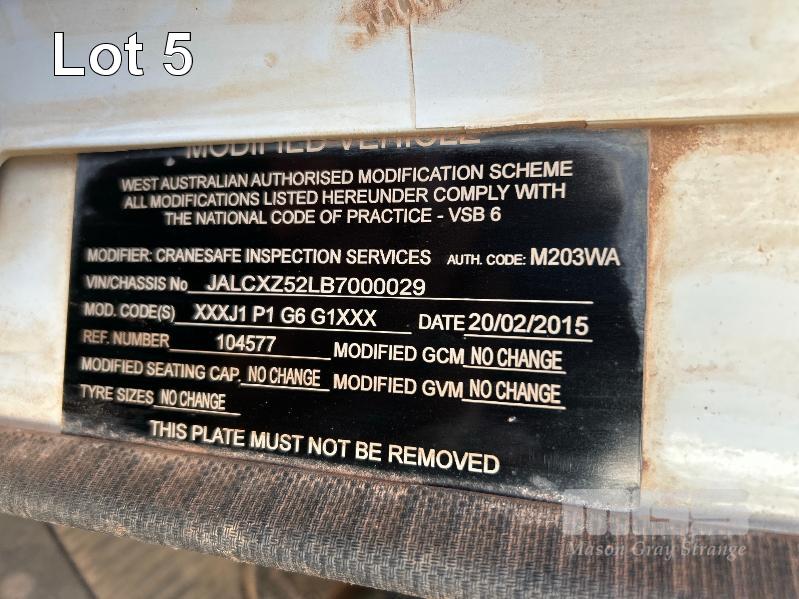 Lot 5
MODIFIED VEHICLE
WEST AUSTRALIAN AUTHORISED MODIFICATION SCHEME
ALL MODIFICATIONS LISTED HEREUNDER COMPLY WITH
THE NATIONAL CODE OF PRACTICE - VSB 6
MODIFIER: CRANESAFE INSPECTION SERVICES AUTH. CODE: M203WA
VIN/CHASSIS No JALCXZ52LB7000029
MOD. CODE(S) XXXJ1 P1 G6 G1XXX DATE 20/02/2015
REF. NUMBER 104577 MODIFIED GCM NO CHANGE
MODIFIED SEATING CAP. NO CHANGE MODIFIED GVM NO CHANGE
TYRE SIZES NO CHANGE
THIS PLATE MUST NOT BE REMOVED
MGS
Mason Gray Strange